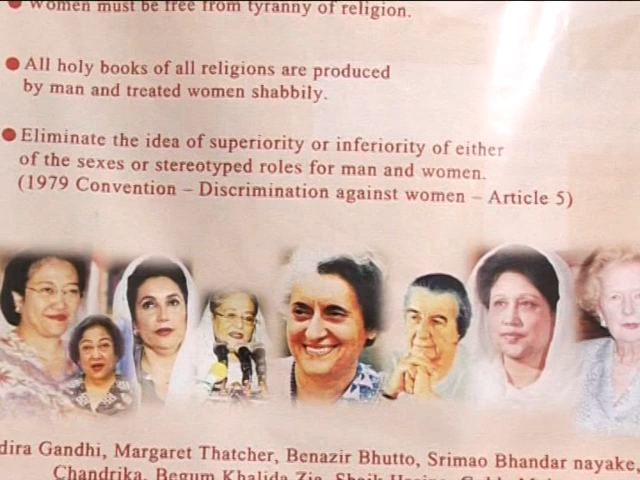 ● Women must be free from tyranny of religion.
● All holy books of all religions are produced
by man and treated women shabbily.
● Eliminate the idea of superiority or inferiority of either
of the sexes or stereotyped roles for man and women.
(1979 Convention – Discrimination against women – Article 5)
dira Gandhi, Margaret Thatcher, Benazir Bhutto, Srimao Bhandar nayake,
Chandrika, Begum Khalida Zia,